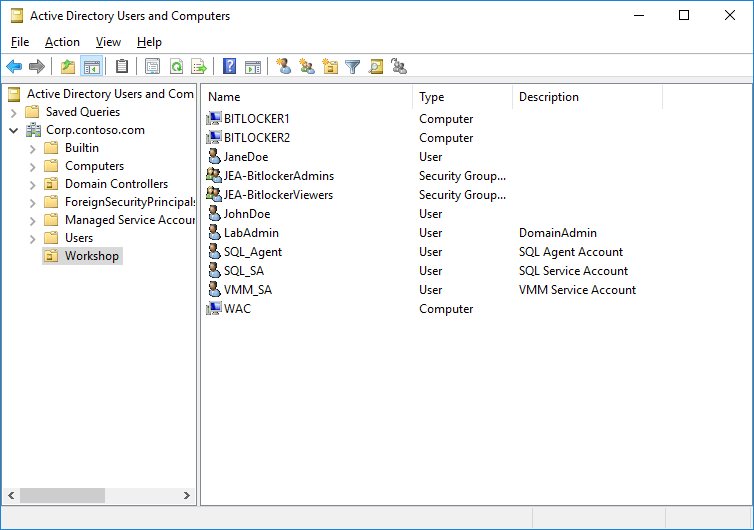 Active Directory Users and Computers
File Action View Help
Active Directory Users and Com
Saved Queries
Corp.contoso.com
Builtin
Computers
Domain Controllers
ForeignSecurityPrincipals
Managed Service Accour
Users
Workshop
Name Type Description
BITLOCKER1 Computer
BITLOCKER2 Computer
JaneDoe User
JEA-BitlockerAdmins Security Group...
JEA-BitlockerViewers Security Group...
JohnDoe User
LabAdmin User DomainAdmin
SQL_Agent User SQL Agent Account
SQL_SA User SQL Service Account
VMM_SA User VMM Service Account
WAC Computer